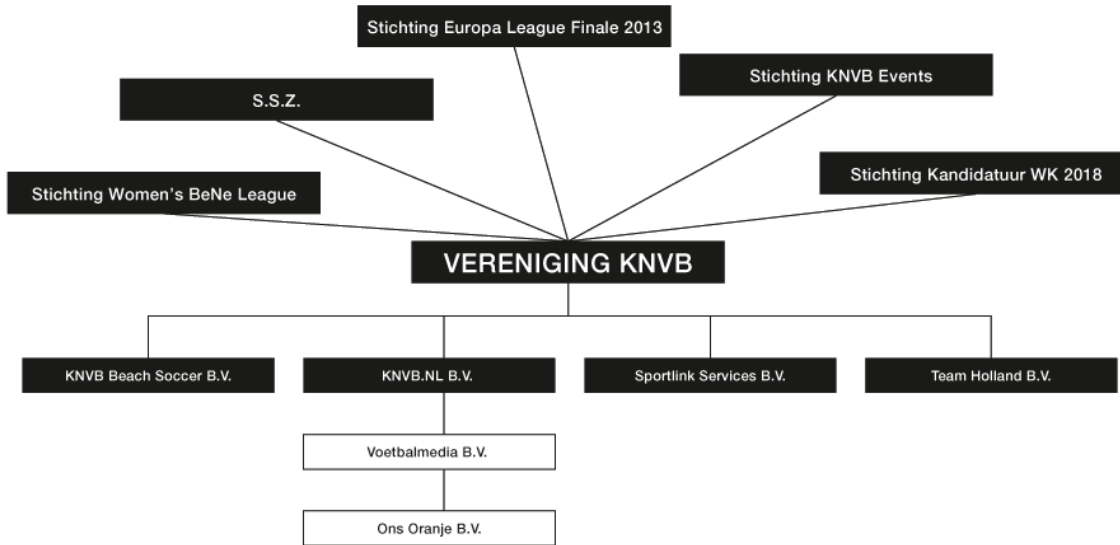 Stichting Europa League Finale 2013
Stichting KNVB Events
S.S.Z.
Stichting Kandidatuur WK 2018
Stichting Women's BeNe League
VERENIGING KNVB
KNVB Beach Soccer B.V.
KNVB.NL B.V.
Sportlink Services B.V.
Team Holland B.V.
Voetbalmedia B.V.
Ons Oranje B.V.